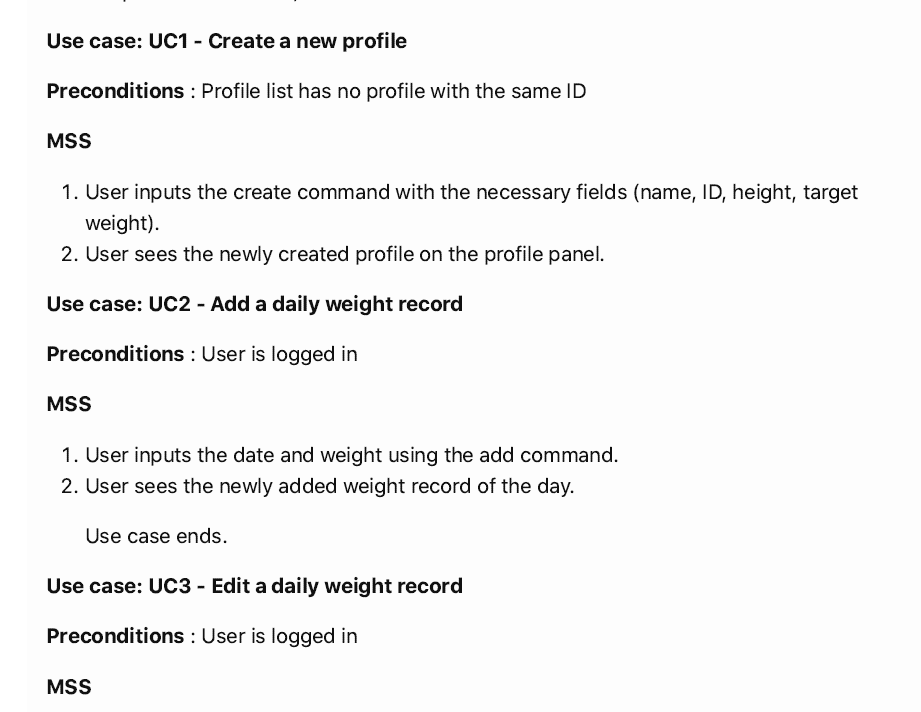 Use case: UC1 - Create a new profile
Preconditions : Profile list has no profile with the same ID
MSS
1. User inputs the create command with the necessary fields (name, ID, height, target
weight).
2. User sees the newly created profile on the profile panel.
Use case: UC2 - Add a daily weight record
Preconditions : User is logged in
MSS
1. User inputs the date and weight using the add command.
2. User sees the newly added weight record of the day.
Use case ends.
Use case: UC3 - Edit a daily weight record
Preconditions : User is logged in
MSS